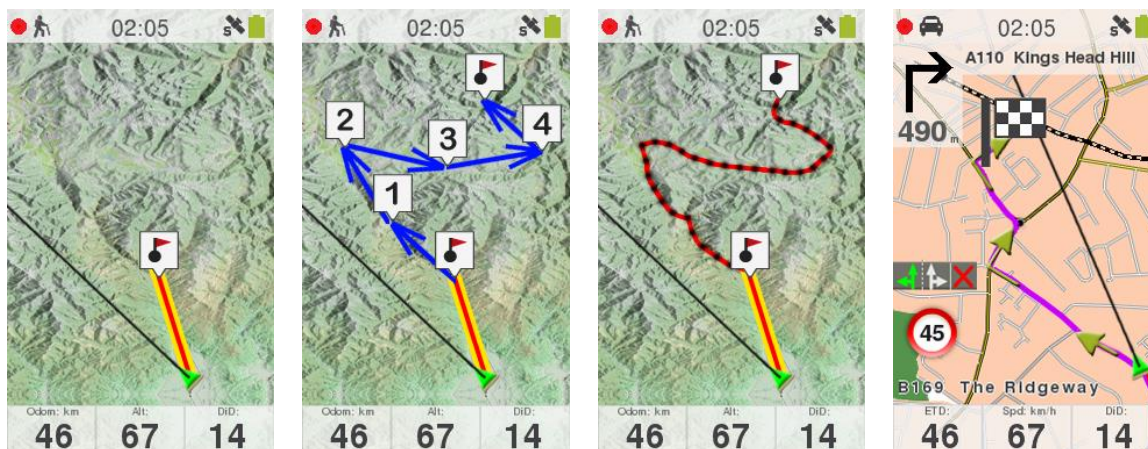 02:05
Odom: km Alt: DiD:
46 67 14
02:05
2
3
4
1
Odom: km Alt: DiD:
46 67 14
02:05
Odom: km Alt: DiD:
46 67 14
02:05
A110 Kings Head Hill
490 m
45
B169 The Ridgeway
ETD: Spd: km/h DiD:
46 67 14